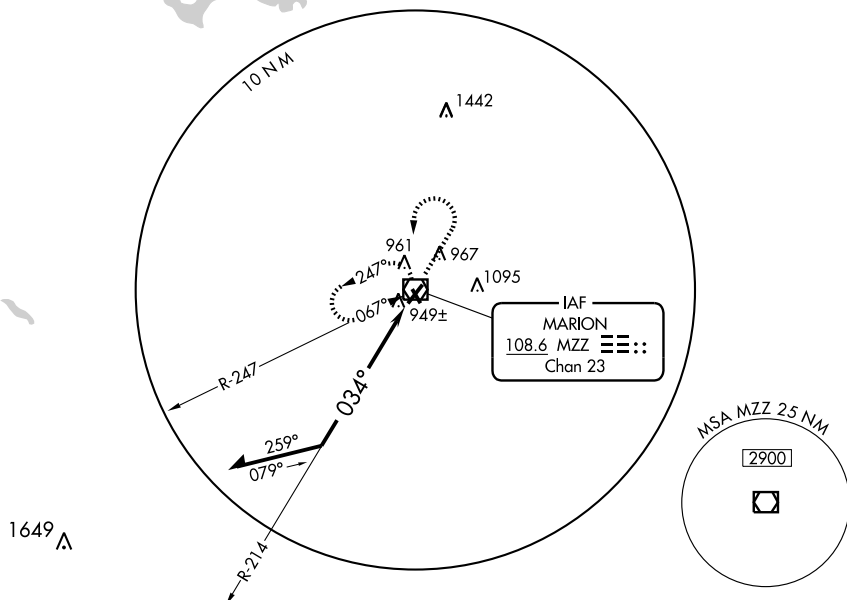 10 NM
1442
961
967
247°
1095
067°
949±
IAF
MARION
108.6 MZZ
Chan 23
R-247
034°
MSA MZZ 25 NM
259°
079°
2900
1649
R-214